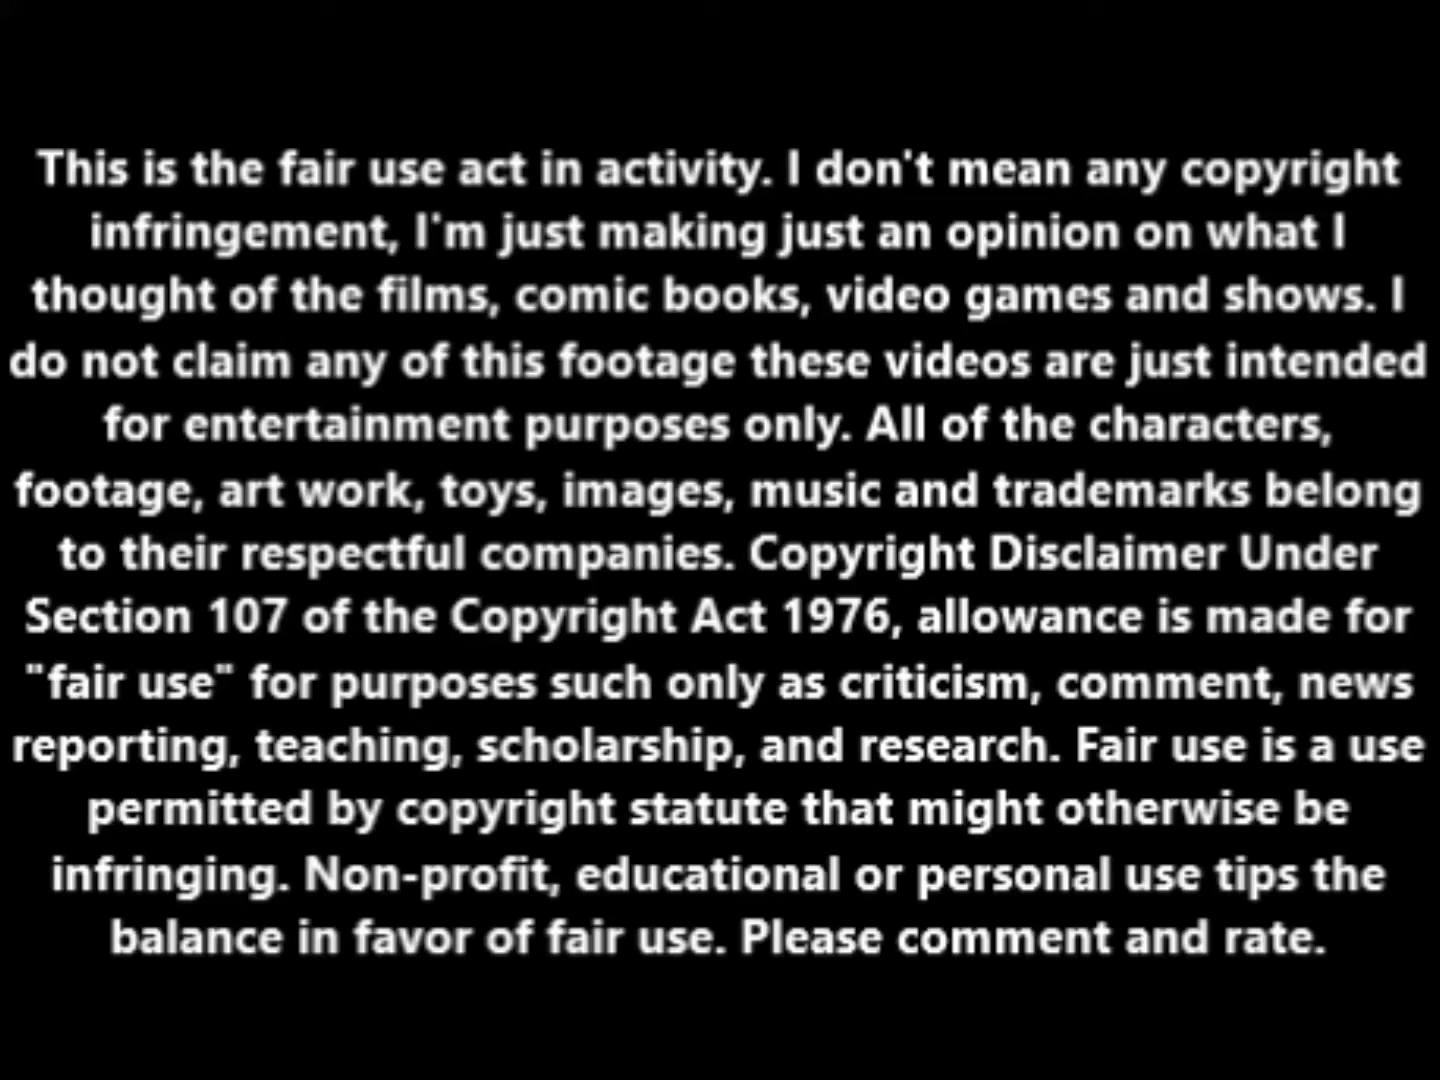 This is the fair use act in activity. I don't mean any copyright
infringement, I'm just making just an opinion on what I
thought of the films, comic books, video games and shows. I
do not claim any of this footage these videos are just intended
for entertainment purposes only. All of the characters,
footage, art work, toys, images, music and trademarks belong
to their respectful companies. Copyright Disclaimer Under
Section 107 of the Copyright Act 1976, allowance is made for
"fair use" for purposes such only as criticism, comment, news
reporting, teaching, scholarship, and research. Fair use is a use
permitted by copyright statute that might otherwise be
infringing. Non-profit, educational or personal use tips the
balance in favor of fair use. Please comment and rate.